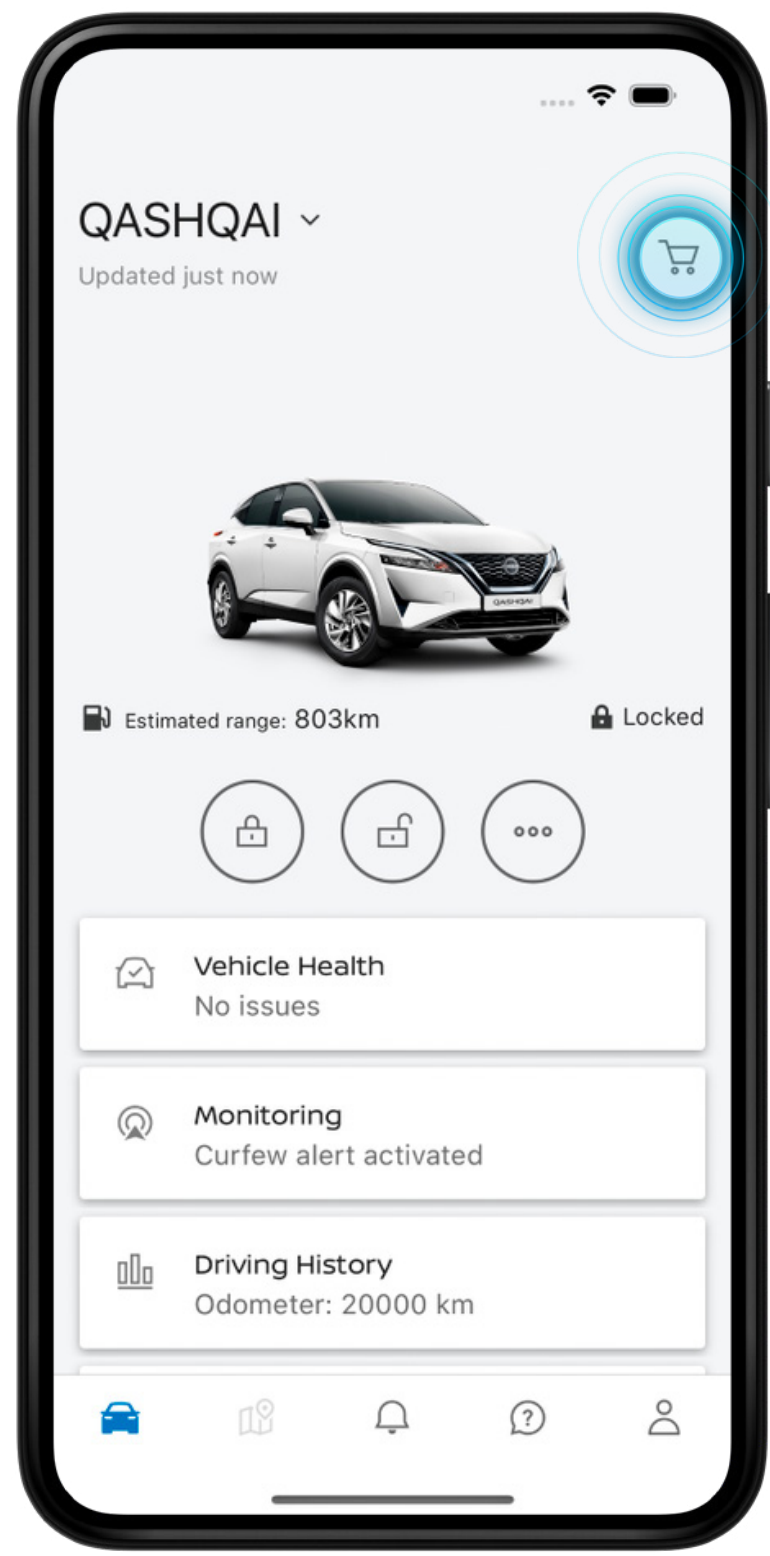 QASHQAI
Updated just now
QASHQAI
Estimated range: 803km
Locked
Vehicle Health
No issues
Monitoring
Curfew alert activated
Driving History
Odometer: 20000 km